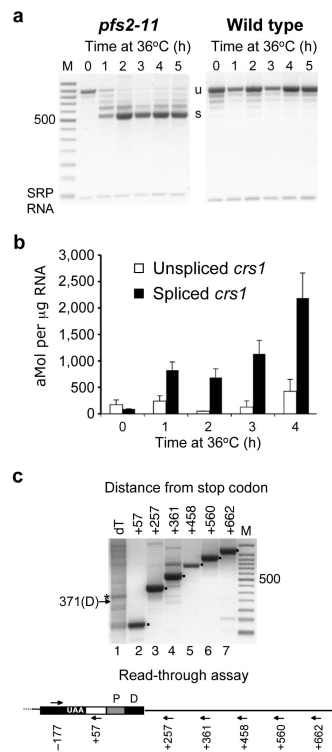 a
pfs2-11 Wild type
Time at 36°C (h) Time at 36°C (h)
M 0 1 2 3 4 5 0 1 2 3 4 5
u
500 s
SRP
RNA
b
3,000
2,500
2,000
1,500
1,000
500
0
aMol per µg RNA
Unspliced crs1
Spliced crs1
0 1 2 3 4
Time at 36°C (h)
c
Distance from stop codon
dT +57 +257 +361 +458 +560 +662 M
500
*
371(D)
1 2 3 4 5 6 7
Read-through assay
P D
UAA
−177 +57 +257 +361 +458 +560 +662